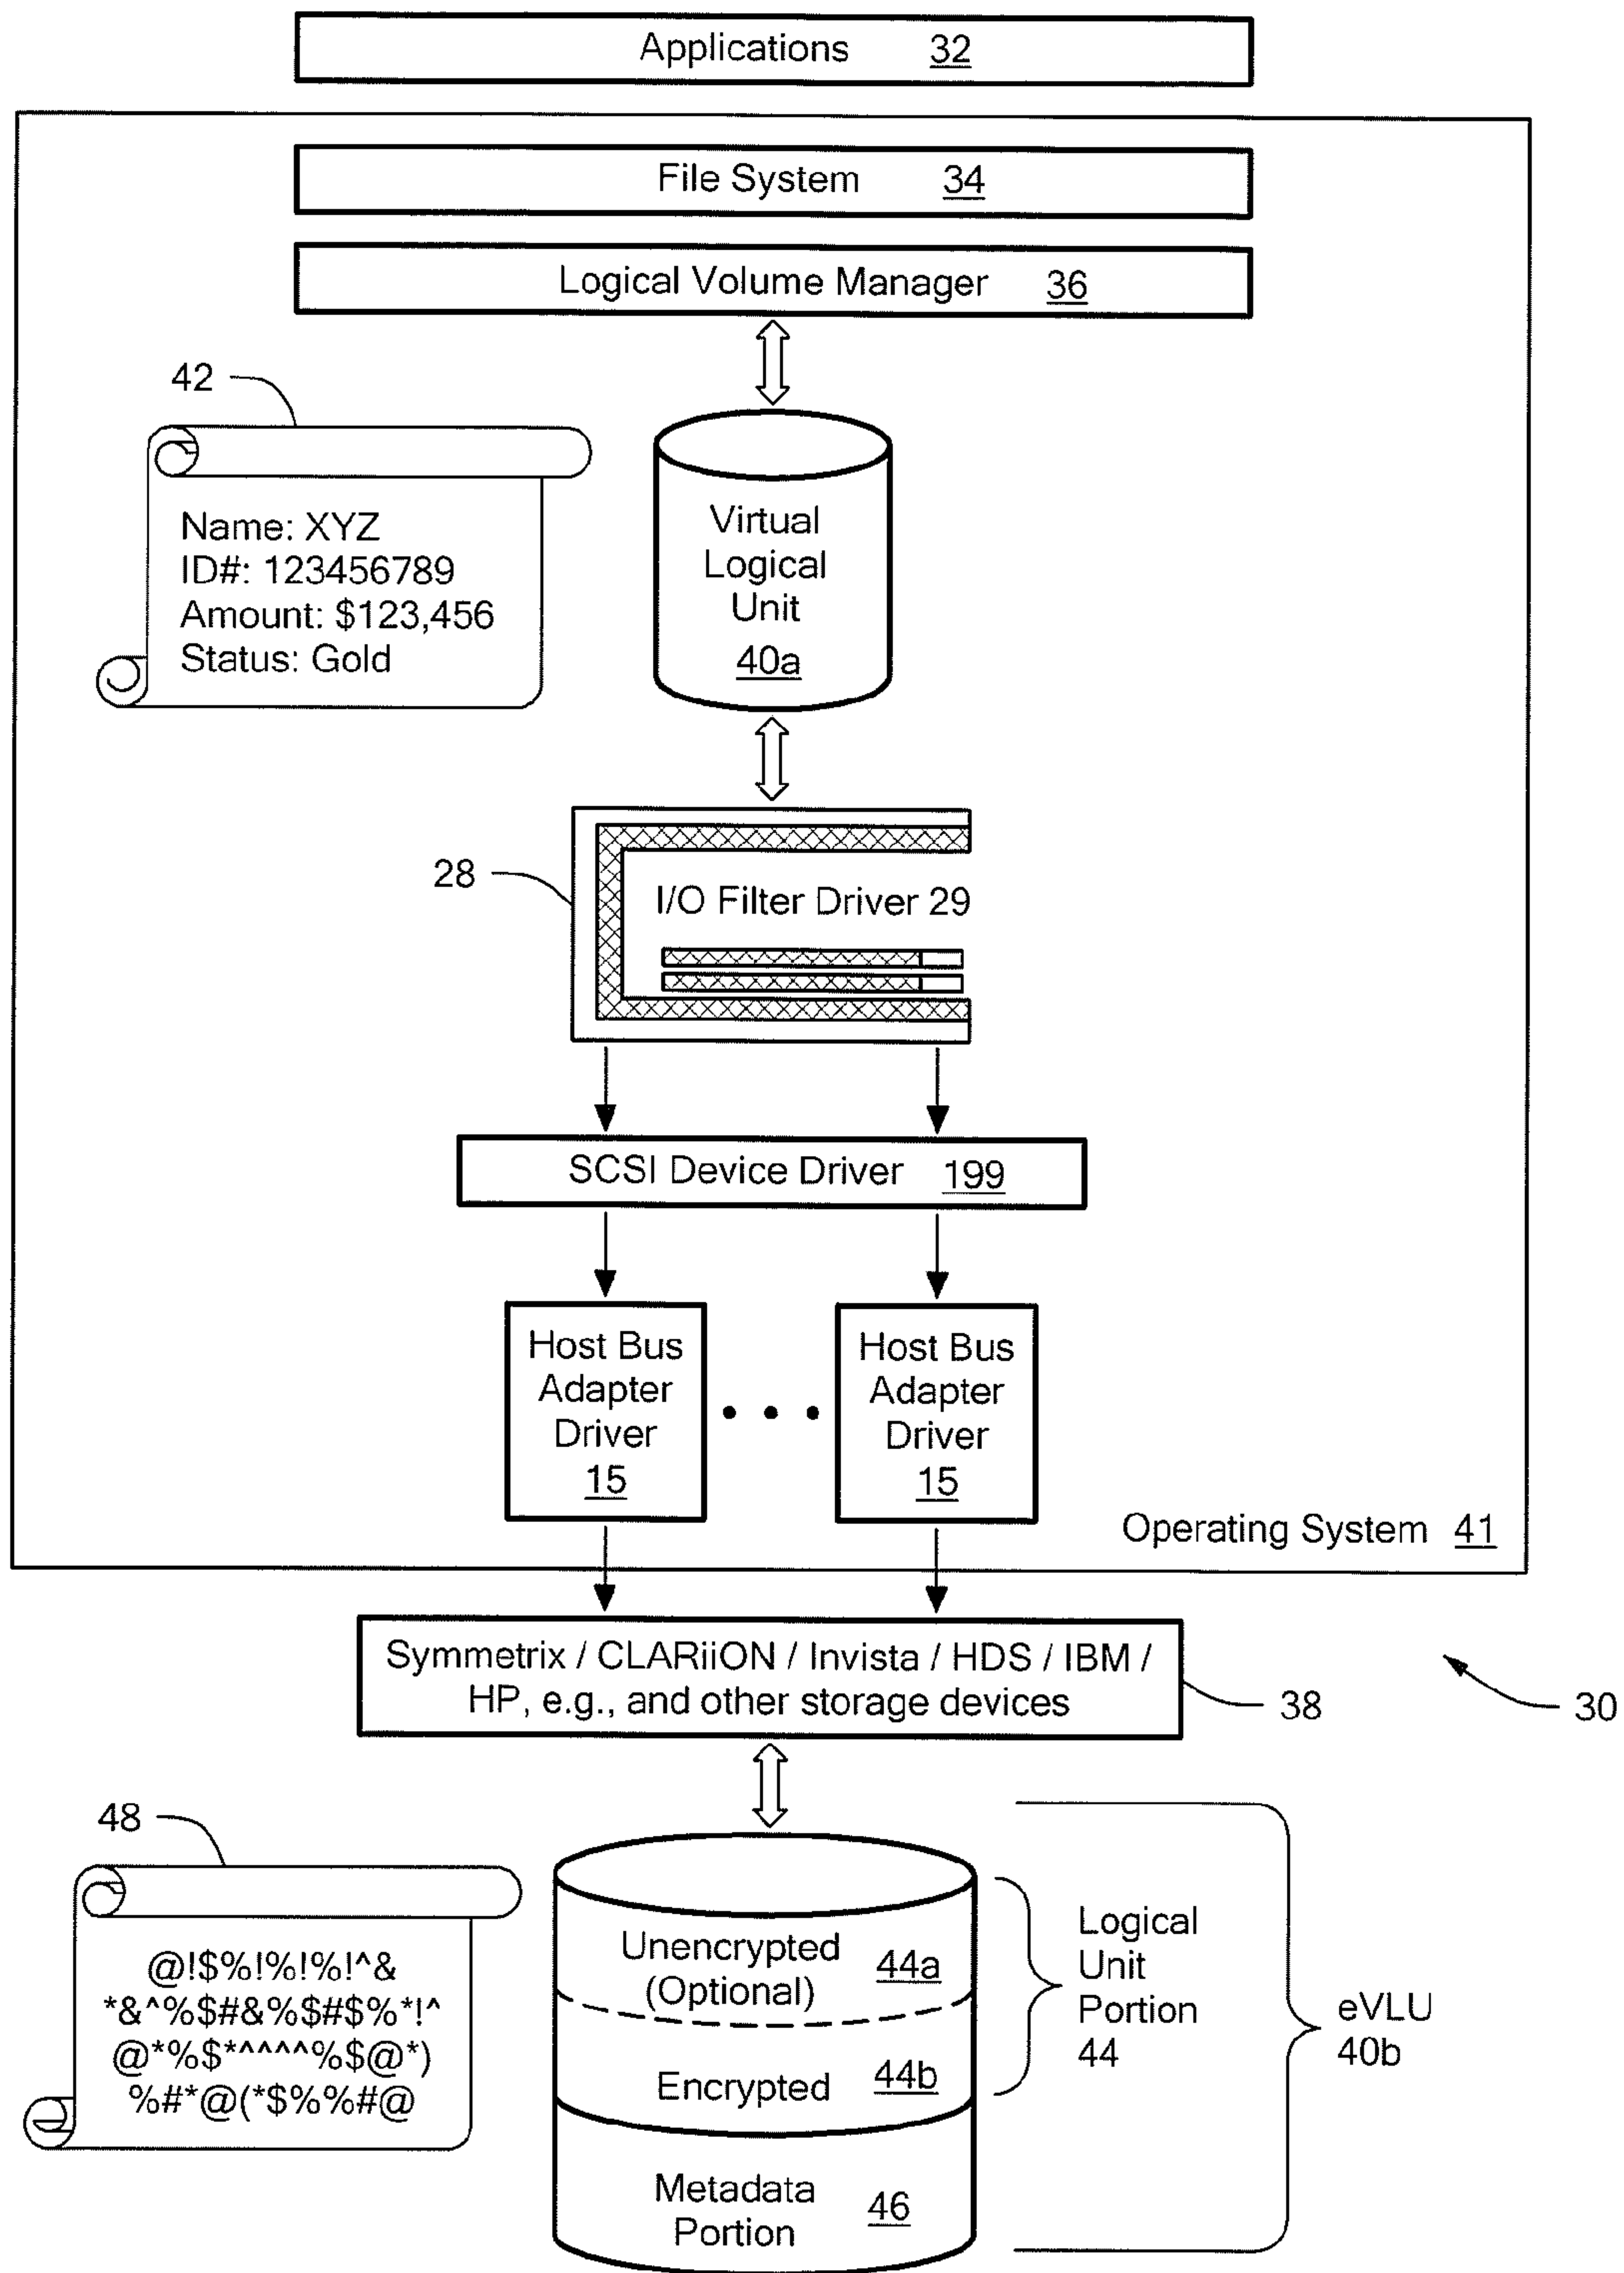 Applications 32
File System 34
Logical Volume Manager 36
42
Name: XYZ
ID#: 123456789
Amount: $123,456
Status: Gold
Virtual
Logical
Unit
40a
28
I/O Filter Driver 29
SCSI Device Driver 199
Host Bus
Adapter
Driver
15
Host Bus
Adapter
Driver
15
Operating System 41
Symmetrix / CLARiiON / Invista / HDS / IBM /
HP, e.g., and other storage devices
38
30
48
@!$%!%!%!^&
*&^%$#&%$#$%*!^
@*%$*^^^^%$@*)
%#*@(*$%%#@
Unencrypted
(Optional)
44a
Encrypted 44b
Metadata
Portion
46
Logical
Unit
Portion
44
eVLU
40b